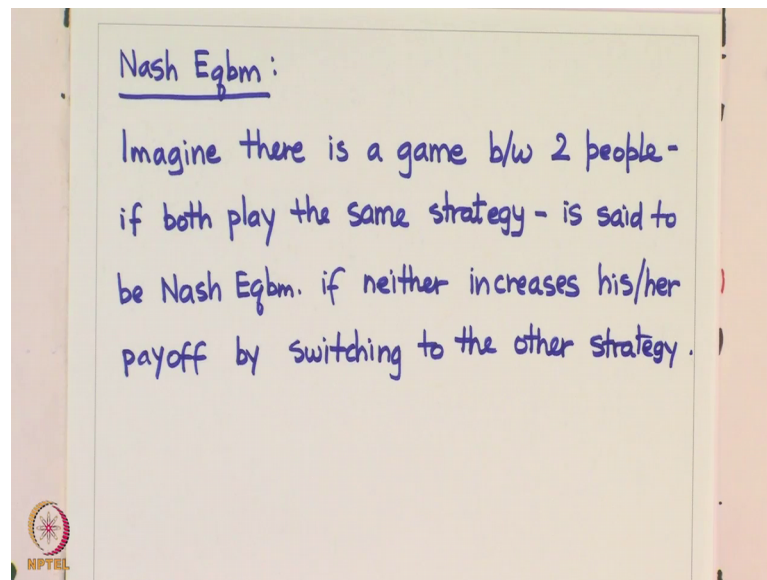 Nash Eqbm :
Imagine there is a game b/w 2 people -
if both play the same strategy - is said to
be Nash Eqbm. if neither increases his/her
payoff by switching to the other strategy.
NPTEL